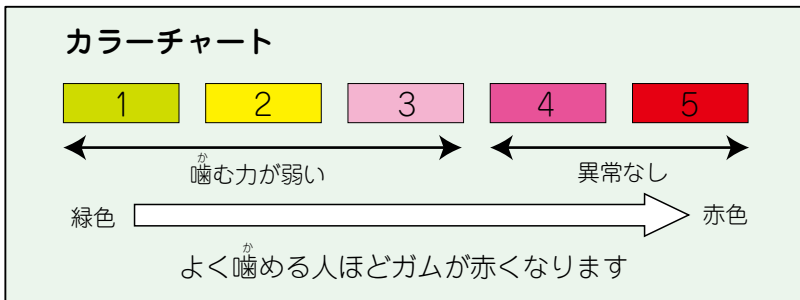 カラーチャート
1 2 3 4 5
噛む力が弱い 異常なし
緑色 赤色
よく噛める人ほどガムが赤くなります